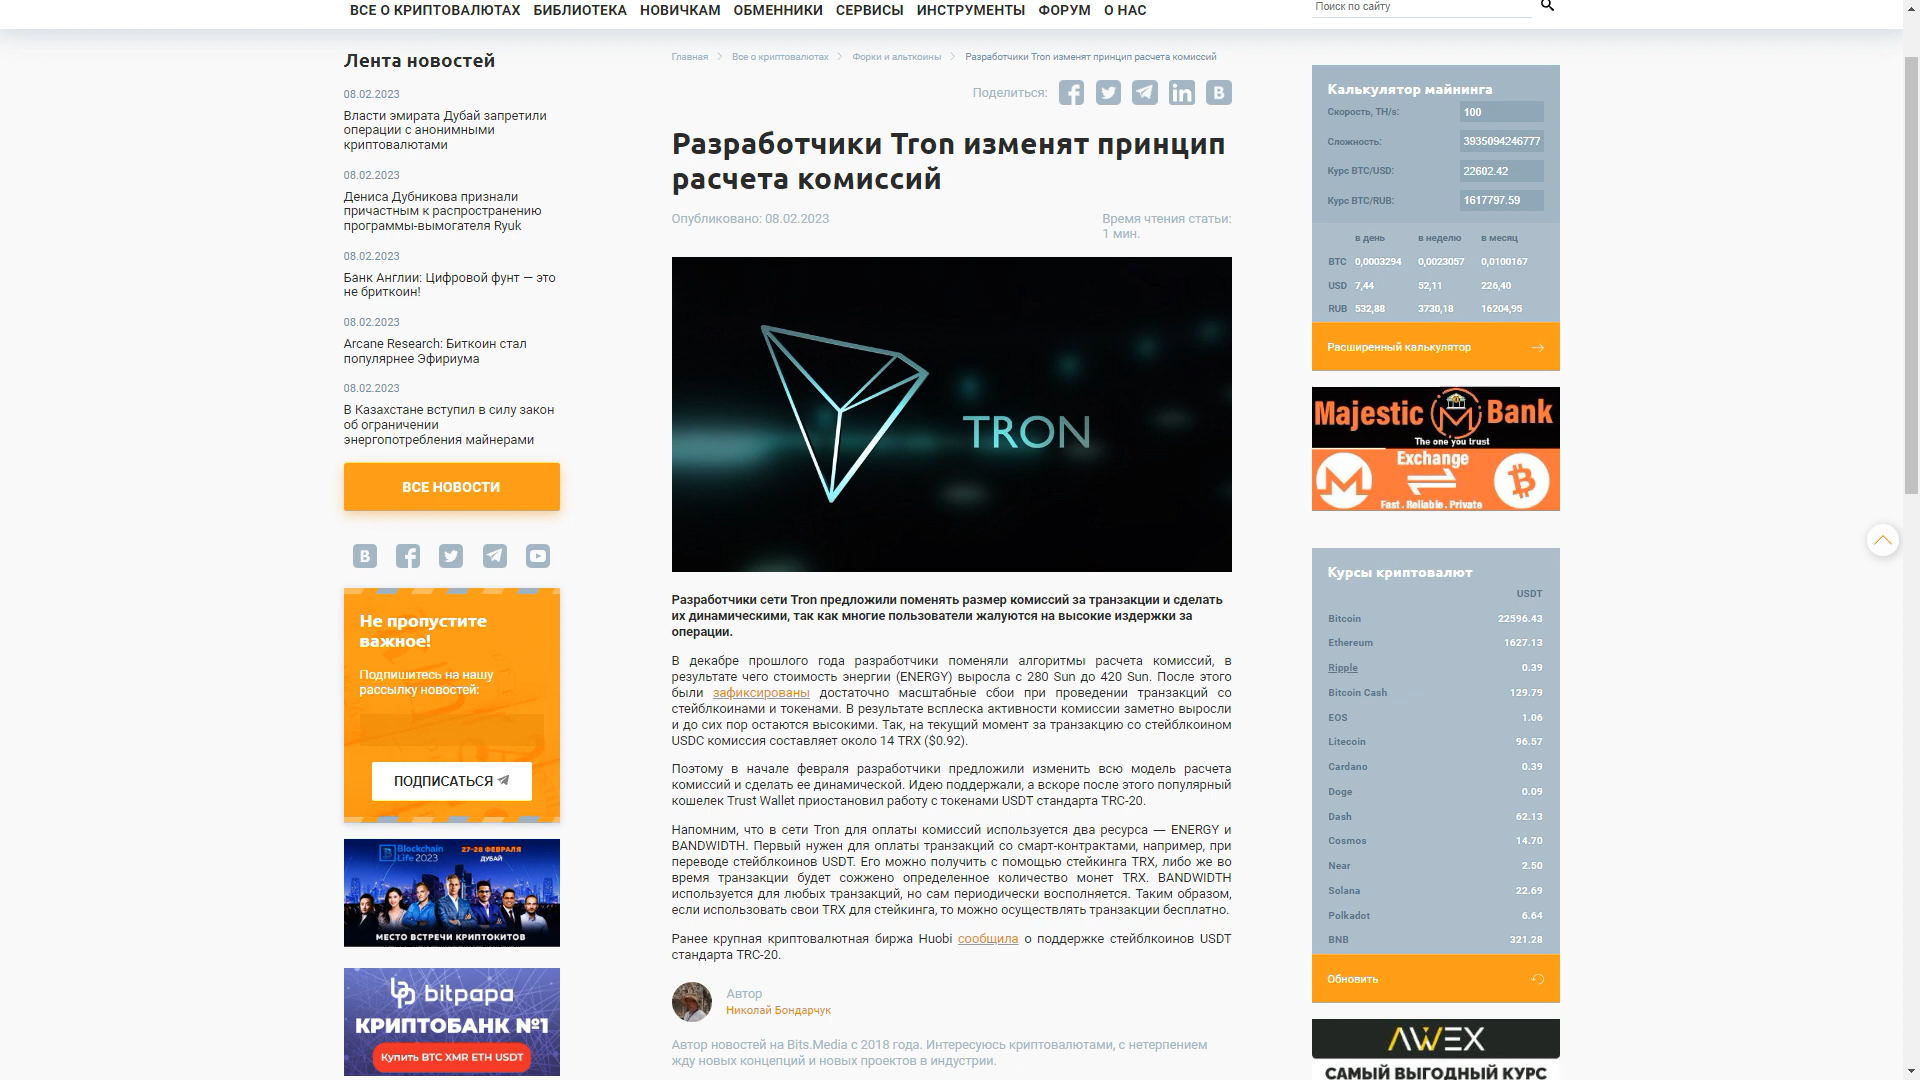 ВСЕ О КРИПТОВАЛЮТАХ БИБЛИОТЕКА НОВИЧКАМ ОБМЕННИКИ СЕРВИСЫ ИНСТРУМЕНТЫ ФОРУМ О НАС
Поиск по сайту
Лента новостей
08.02.2023
Власти эмирата Дубай запретили
операции с анонимными
криптовалютами
08.02.2023
Дениса Дубникова признали
причастным к распространению
программы-вымогателя Ryuk
08.02.2023
Банк Англии: Цифровой фунт — это
не бриткоин!
08.02.2023
Arcane Research: Биткоин стал
популярнее Эфириума
08.02.2023
В Казахстане вступил в силу закон
об ограничении
энергопотребления майнерами
ВСЕ НОВОСТИ
Не пропустите
важное!
Подпишитесь на нашу
рассылку новостей:
ПОДПИСАТЬСЯ
Blockchain
Life 2023
27-28 ФЕВРАЛЯ
ДУБАЙ
МЕСТО ВСТРЕЧИ КРИПТОКИТОВ
bitpapa
КРИПТОБАНК №1
Купить BTC XMR ETH USDT
Главная > Все о криптовалютах > Форки и альткоины > Разработчики Tron изменят принцип расчета комиссий
Поделиться:
Разработчики Tron изменят принцип
расчета комиссий
Опубликовано: 08.02.2023
Время чтения статьи:
1 мин.
TRON
Разработчики сети Tron предложили поменять размер комиссий за транзакции и сделать
их динамическими, так как многие пользователи жалуются на высокие издержки за
операции.
В декабре прошлого года разработчики поменяли алгоритмы расчета комиссий, в
результате чего стоимость энергии (ENERGY) выросла с 280 Sun до 420 Sun. После этого
были зафиксированы достаточно масштабные сбои при проведении транзакций со
стейблкоинами и токенами. В результате всплеска активности комиссии заметно выросли
и до сих пор остаются высокими. Так, на текущий момент за транзакцию со стейблкоином
USDC комиссия составляет около 14 TRX ($0.92).
Поэтому в начале февраля разработчики предложили изменить всю модель расчета
комиссий и сделать ее динамической. Идею поддержали, а вскоре после этого популярный
кошелек Trust Wallet приостановил работу с токенами USDT стандарта TRC-20.
Напомним, что в сети Tron для оплаты комиссий используется два ресурса — ENERGY и
BANDWIDTH. Первый нужен для оплаты транзакций со смарт-контрактами, например, при
переводе стейблкоинов USDT. Его можно получить с помощью стейкинга TRX, либо же во
время транзакции будет сожжено определенное количество монет TRX. BANDWIDTH
используется для любых транзакций, но сам периодически восполняется. Таким образом,
если использовать свои TRX для стейкинга, то можно осуществлять транзакции бесплатно.
Ранее крупная криптовалютная биржа Huobi сообщила о поддержке стейблкоинов USDT
стандарта TRC-20.
Автор
Николай Бондарчук
Автор новостей на Bits.Media с 2018 года. Интересуюсь криптовалютами, с нетерпением
жду новых концепций и новых проектов в индустрии.
Калькулятор майнинга
Скорость, TH/s: 100
Сложность: 3935094246777
Курс BTC/USD: 22602.42
Курс BTC/RUB: 1617797.59
в день в неделю в месяц
BTC 0,0003294 0,0023057 0,0100167
USD 7,44 52,11 226,40
RUB 532,88 3730,18 16204,95
Расширенный калькулятор
Majestic Bank
The one you trust
Exchange
Fast . Reliable . Private
Курсы криптовалют
USDT
Bitcoin 22596.43
Ethereum 1627.13
Ripple 0.39
Bitcoin Cash 129.79
EOS 1.06
Litecoin 96.57
Cardano 0.39
Doge 0.09
Dash 62.13
Cosmos 14.70
Near 2.50
Solana 22.69
Polkadot 6.64
BNB 321.28
Обновить
AWEX
САМЫЙ ВЫГОДНЫЙ КУРС